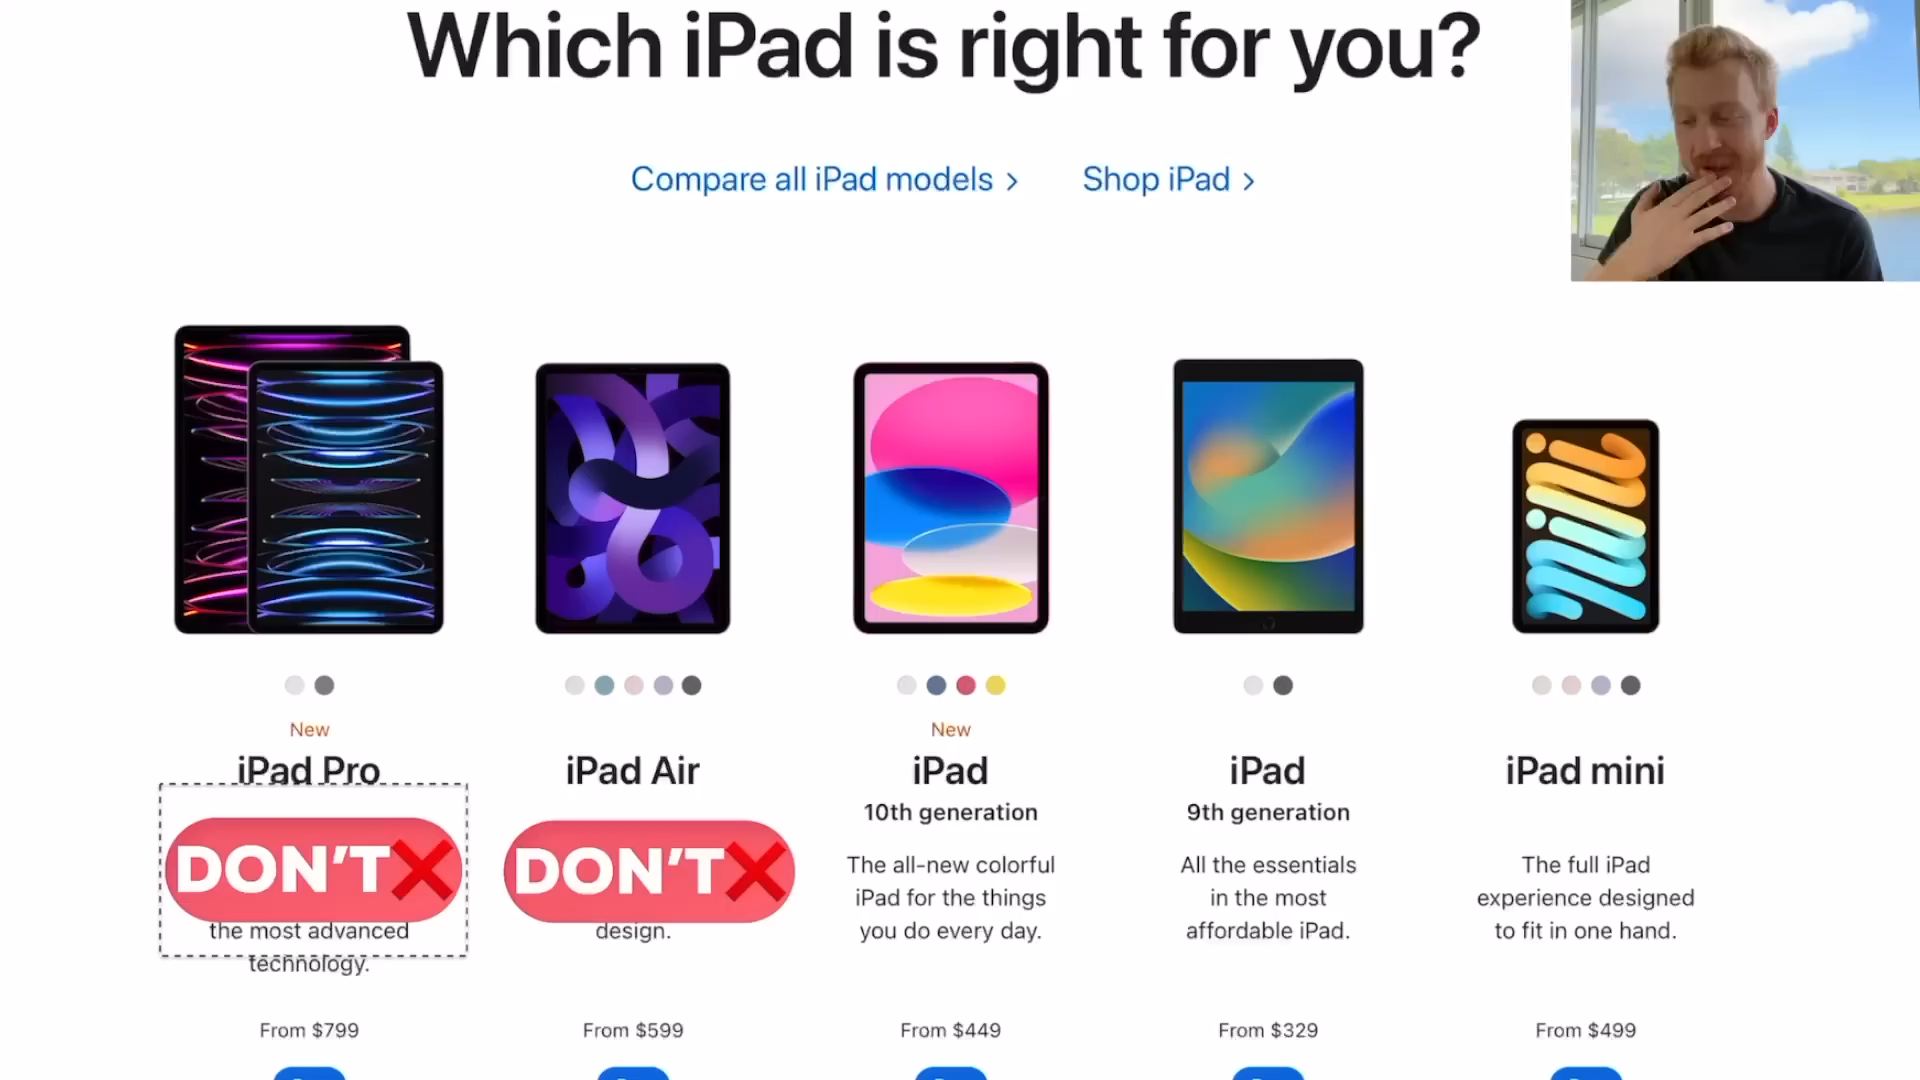 Which iPad is right for you?
Compare all iPad models >
Shop iPad >
mini
New
New
iPad Pro
iPad Air
iPad
iPad
iPad mini
10th generation
9th generation
DON'T
the most advanced
technology.
DON'T
design.
The all-new colorful
iPad for the things
you do every day.
All the essentials
in the most
affordable iPad.
The full iPad
experience designed
to fit in one hand.
From $799
From $599
From $449
From $329
From $499